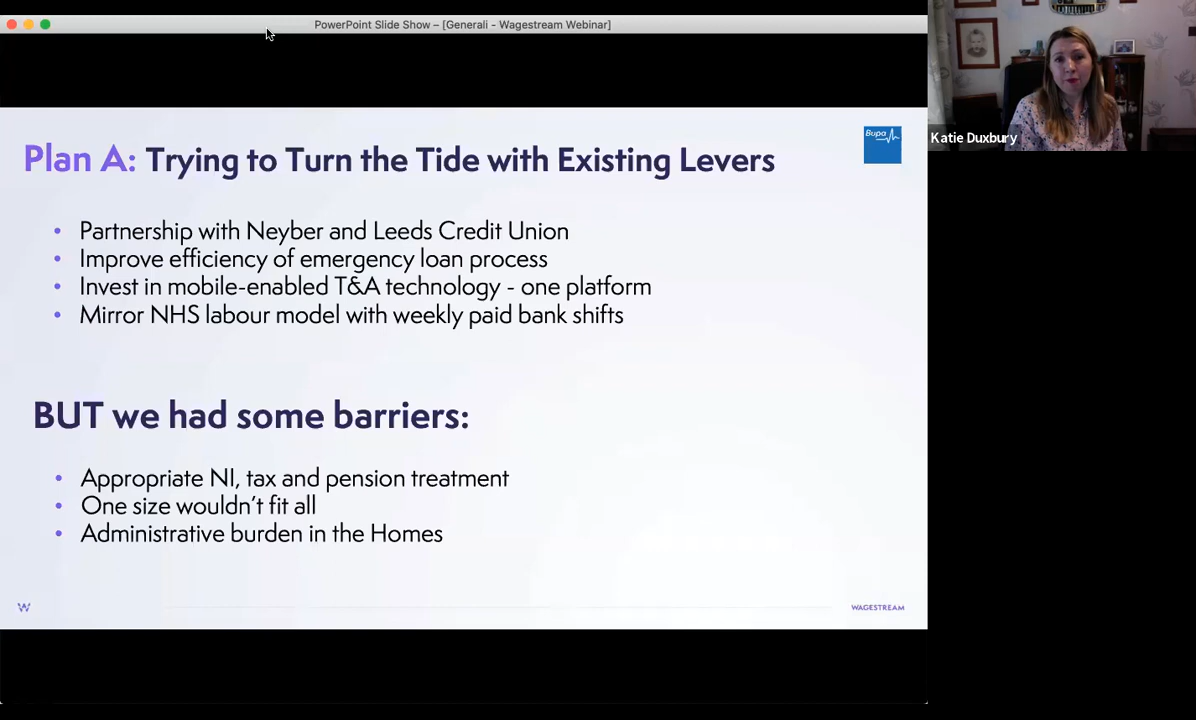 PowerPoint Slide Show – [Generali - Wagestream Webinar]
Plan A: Trying to Turn the Tide with Existing Levers
Bupa
• Partnership with Neyber and Leeds Credit Union
• Improve efficiency of emergency loan process
• Invest in mobile-enabled T&A technology - one platform
• Mirror NHS labour model with weekly paid bank shifts
BUT we had some barriers:
• Appropriate NI, tax and pension treatment
• One size wouldn't fit all
• Administrative burden in the Homes
W
WAGESTREAM
Katie Duxbury